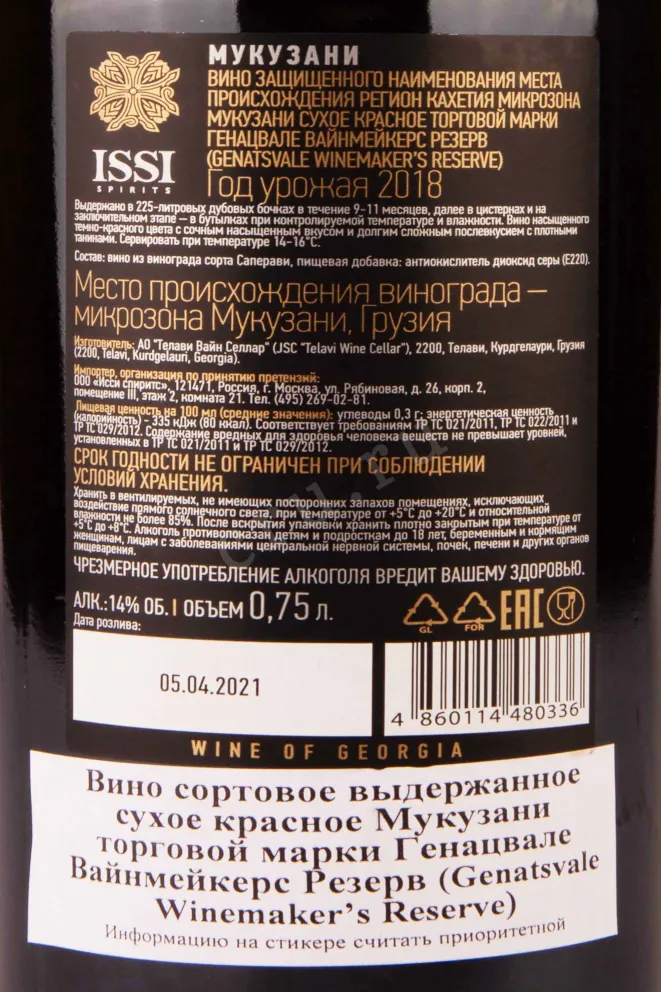 МУКУЗАНИ
ВИНО ЗАЩИЩЕННОГО НАИМЕНОВАНИЯ МЕСТА
ПРОИСХОЖДЕНИЯ РЕГИОН КАХЕТИЯ МИКРОЗОНА
МУКУЗАНИ СУХОЕ КРАСНОЕ ТОРГОВОЙ МАРКИ
ГЕНАЦВАЛЕ ВАЙНМЕЙКЕРС РЕЗЕРВ
(GENATSVALE WINEMAKER'S RESERVE)
ISSI
SPIRITS
Год урожая 2018
Выдержано в 225-литровых дубовых бочках в течение 9-11 месяцев, далее в цистернах и на
заключительном этапе – в бутылках при контролируемой температуре и влажности. Вино насыщенного
темно-красного цвета с сочным насыщенным вкусом и долгим сложным послевкусием с плотными
танинами. Сервировать при температуре 14-16°С.
Состав: вино из винограда сорта Саперави, пищевая добавка: антиокислитель диоксид серы (Е220).
Место происхождения винограда –
микрозона Мукузани, Грузия
Изготовитель: АО "Телави Вайн Селлар" (JSC "Telavi Wine Cellar"), 2200, Телави, Курдгелаури, Грузия
(2200, Telavi, Kurdgelauri, Georgia).
Импортер, организация по принятию претензий:
ООО «Исси спиритс», 121471, Россия, г. Москва, ул. Рябиновая, д. 26, корп. 2,
помещение III, этаж 2, комната 21. Тел. (495) 269-02-81.
Пищевая ценность на 100 мл (средние значения): углеводы 0,3 г; энергетическая ценность
(калорийность) – 335 кДж (80 ккал). Соответствует требованиям ТР ТС 021/2011, ТР ТС 022/2011 и
ТР ТС 029/2012. Содержание вредных для здоровья человека веществ не превышает уровней,
установленных в ТР ТС 021/2011 и ТР ТС 029/2012.
СРОК ГОДНОСТИ НЕ ОГРАНИЧЕН ПРИ СОБЛЮДЕНИИ
УСЛОВИЙ ХРАНЕНИЯ.
Хранить в вентилируемых, не имеющих посторонних запахов помещениях, исключающих
воздействие прямого солнечного света, при температуре от +5°С до +20°С и относительной
влажности не более 85%. После вскрытия упаковки хранить плотно закрытым при температуре от
+5°С до +8°С. Алкоголь противопоказан детям и подросткам до 18 лет, беременным и кормящим
женщинам, лицам с заболеваниями центральной нервной системы, почек, печени и других органов
пищеварения.
ЧРЕЗМЕРНОЕ УПОТРЕБЛЕНИЕ АЛКОГОЛЯ ВРЕДИТ ВАШЕМУ ЗДОРОВЬЮ.
АЛК.:14% ОБ. | ОБЪЕМ 0,75 л.
GL
FOR
EAC
Дата розлива:
05.04.2021
4 860114 480336
WINE OF GEORGIA
Вино сортовое выдержанное
сухое красное Мукузани
торговой марки Генацвале
Вайнмейкерс Резерв (Genatsvale
Winemaker's Reserve)
Информацию на стикере считать приоритетной